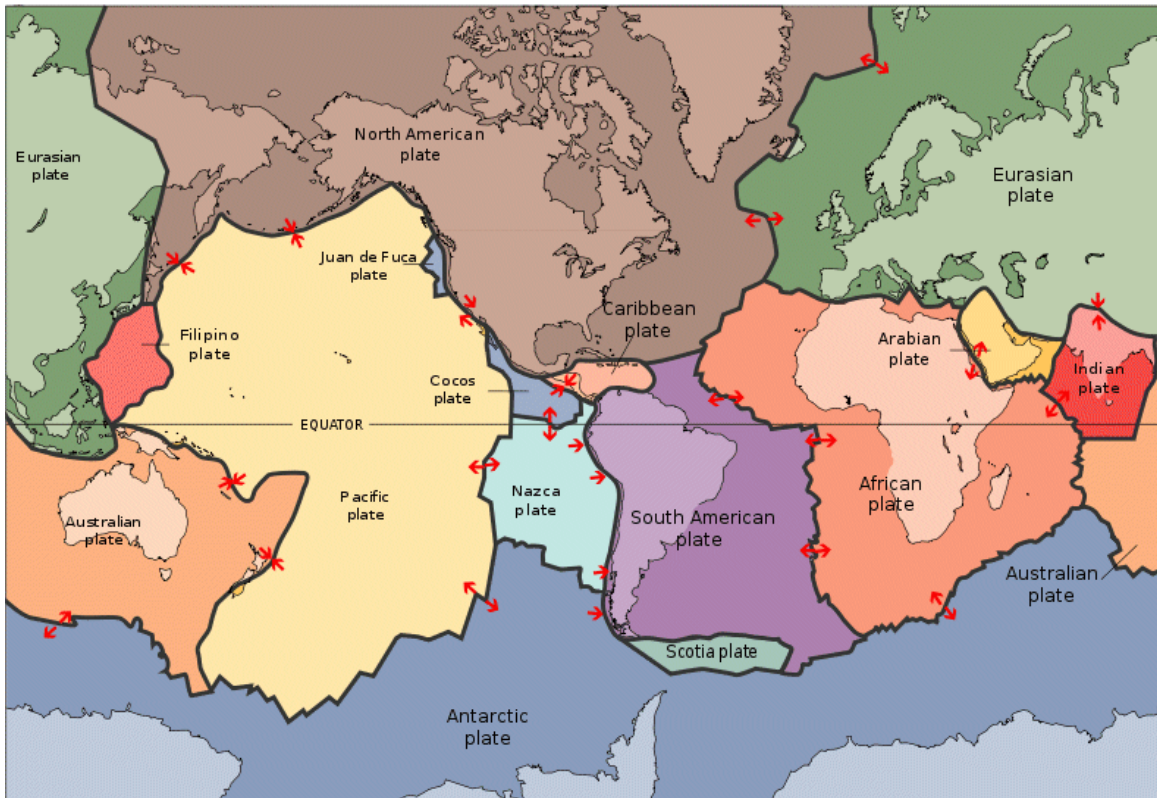 North American
plate
Eurasian
plate
Eurasian
plate
Juan de Fuca
plate
Caribbean
plate
Filipino
plate
Arabian
plate
Indian
plate
Cocos
plate
EQUATOR
Nazca
plate
Pacific
plate
African
plate
South American
plate
Australian
plate
Australian
plate
Scotia plate
Antarctic
plate